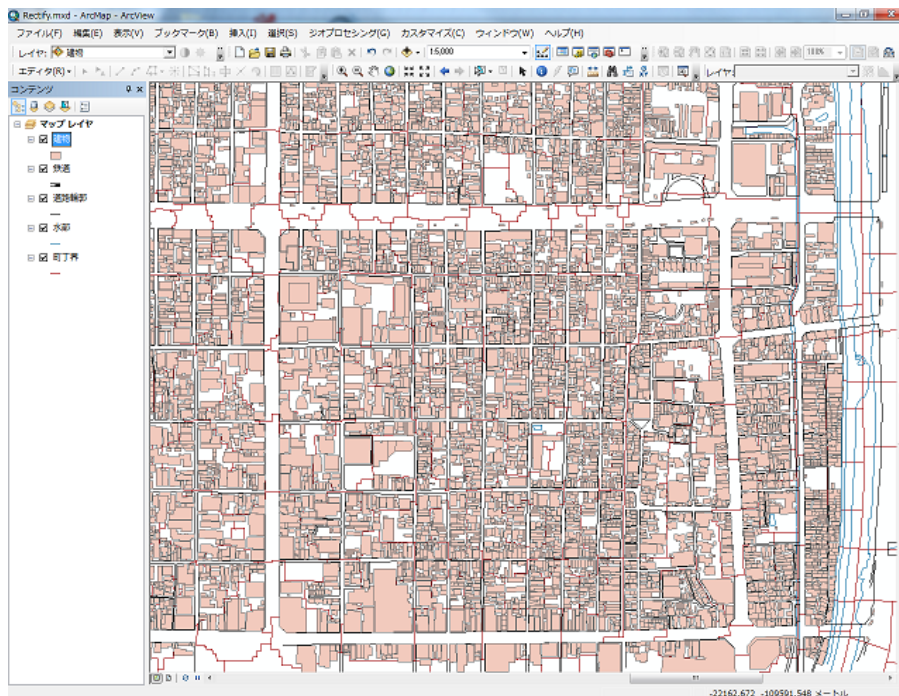 Rectify.mxd - ArcMap - ArcView
ファイル(F) 編集(E) 表示(V) ブックマーク(B) 挿入(I) 選択(S) ジオプロセシング(G) カスタマイズ(C) ウィンドウ(W) ヘルプ(H)
レイヤ: 建物 1:5,000 100%
エディタ(R) レイヤ:
コンテンツ
マップ レイヤ
建物
鉄道
道路輪郭
水部
町丁界
-22162.672 -109591.548 メートル